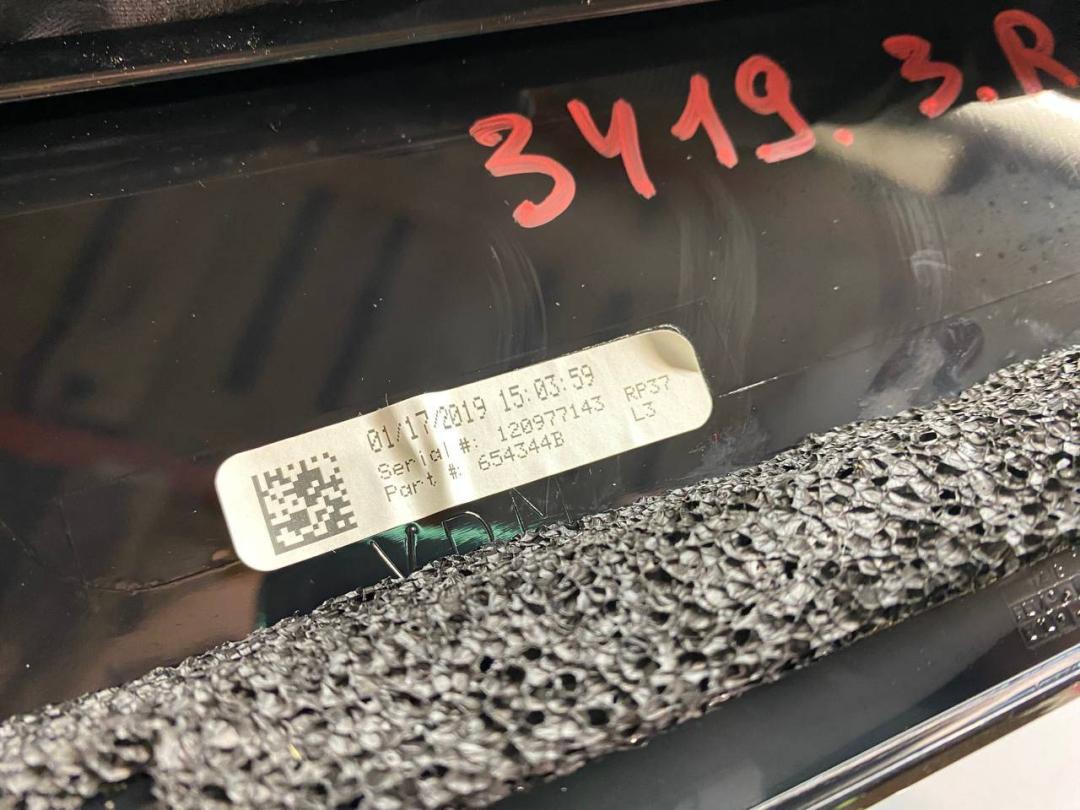 3419.3.R
01/17/2019 15:03:59
Serial #: 120977143 RP37
Part #: 654344B L3